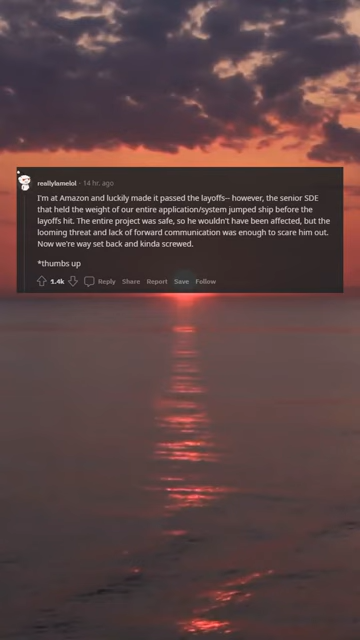 reallylamelol · 14 hr. ago
I'm at Amazon and luckily made it passed the layoffs-- however, the senior SDE
that held the weight of our entire application/system jumped ship before the
layoffs hit. The entire project was safe, so he wouldn't have been affected, but the
looming threat and lack of forward communication was enough to scare him out.
Now we're way set back and kinda screwed.
*thumbs up
1.4k Reply Share Report Save Follow